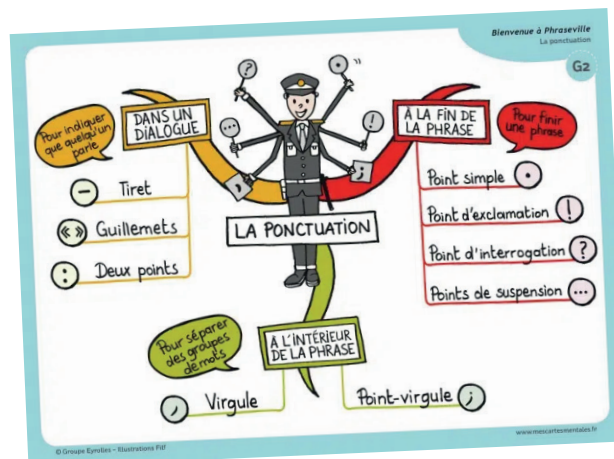 Bienvenue à Phraseville
La ponctuation
G2
Pour indiquer
que quelqu'un
parle
DANS UN
DIALOGUE
- Tiret
«» Guillemets
: Deux points
? . ... ! , ;
LA PONCTUATION
À LA FIN DE
LA PHRASE
Pour finir
une phrase
Point simple .
Point d'exclamation !
Point d'interrogation ?
Points de suspension ...
Pour séparer
des groupes
de mots
À L'INTÉRIEUR
DE LA PHRASE
, Virgule
Point-virgule ;
© Groupe Eyrolles – Illustrations Filf
www.mescartesmentales.fr